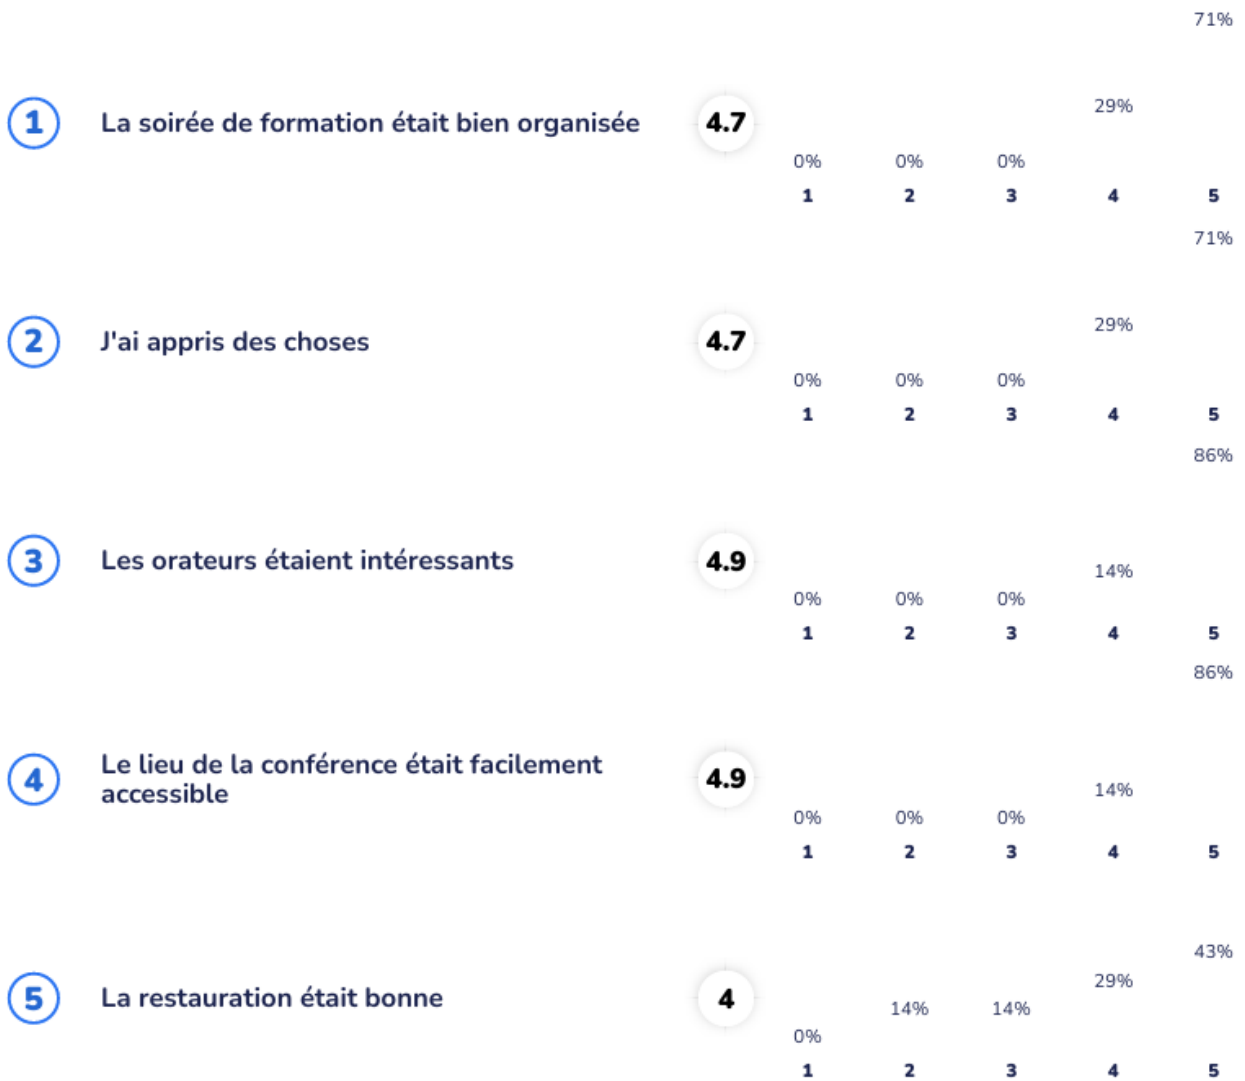 71%
1 La soirée de formation était bien organisée 4.7 29%
0% 0% 0%
1 2 3 4 5
71%
2 J'ai appris des choses 4.7 29%
0% 0% 0%
1 2 3 4 5
86%
3 Les orateurs étaient intéressants 4.9 14%
0% 0% 0%
1 2 3 4 5
86%
4 Le lieu de la conférence était facilement
accessible 4.9 14%
0% 0% 0%
1 2 3 4 5
43%
29%
5 La restauration était bonne 4 14% 14%
0%
1 2 3 4 5